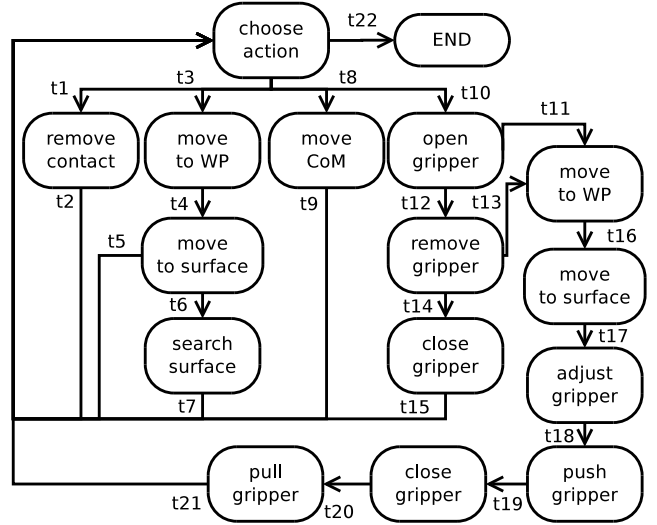 choose
action
t22
END
t1
t3
t8
t10
t11
remove
contact
move
to WP
move
CoM
open
gripper
move
to WP
t2
t4
t9
t12
t13
t5
move
to surface
remove
gripper
t16
move
to surface
t6
t14
t17
search
surface
close
gripper
adjust
gripper
t7
t15
t18
pull
gripper
close
gripper
push
gripper
t21
t20
t19